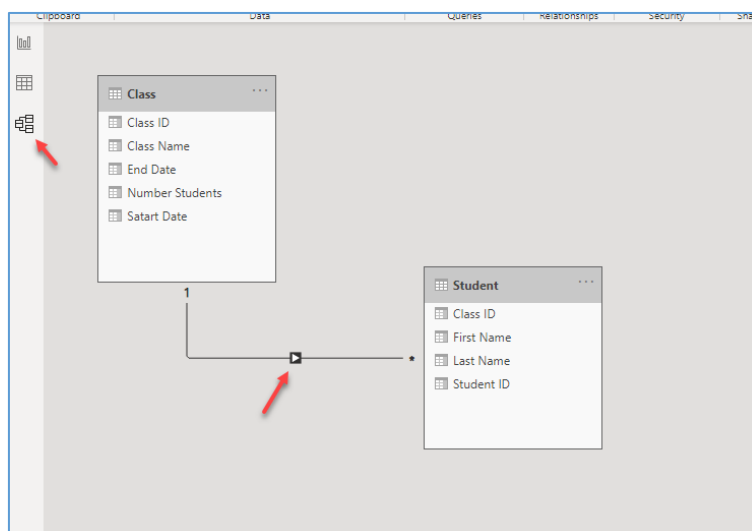 Clipboard Data Queries Relationships Security
Class
Class ID
Class Name
End Date
Number Students
Satart Date
1
Student
*
Class ID
First Name
Last Name
Student ID